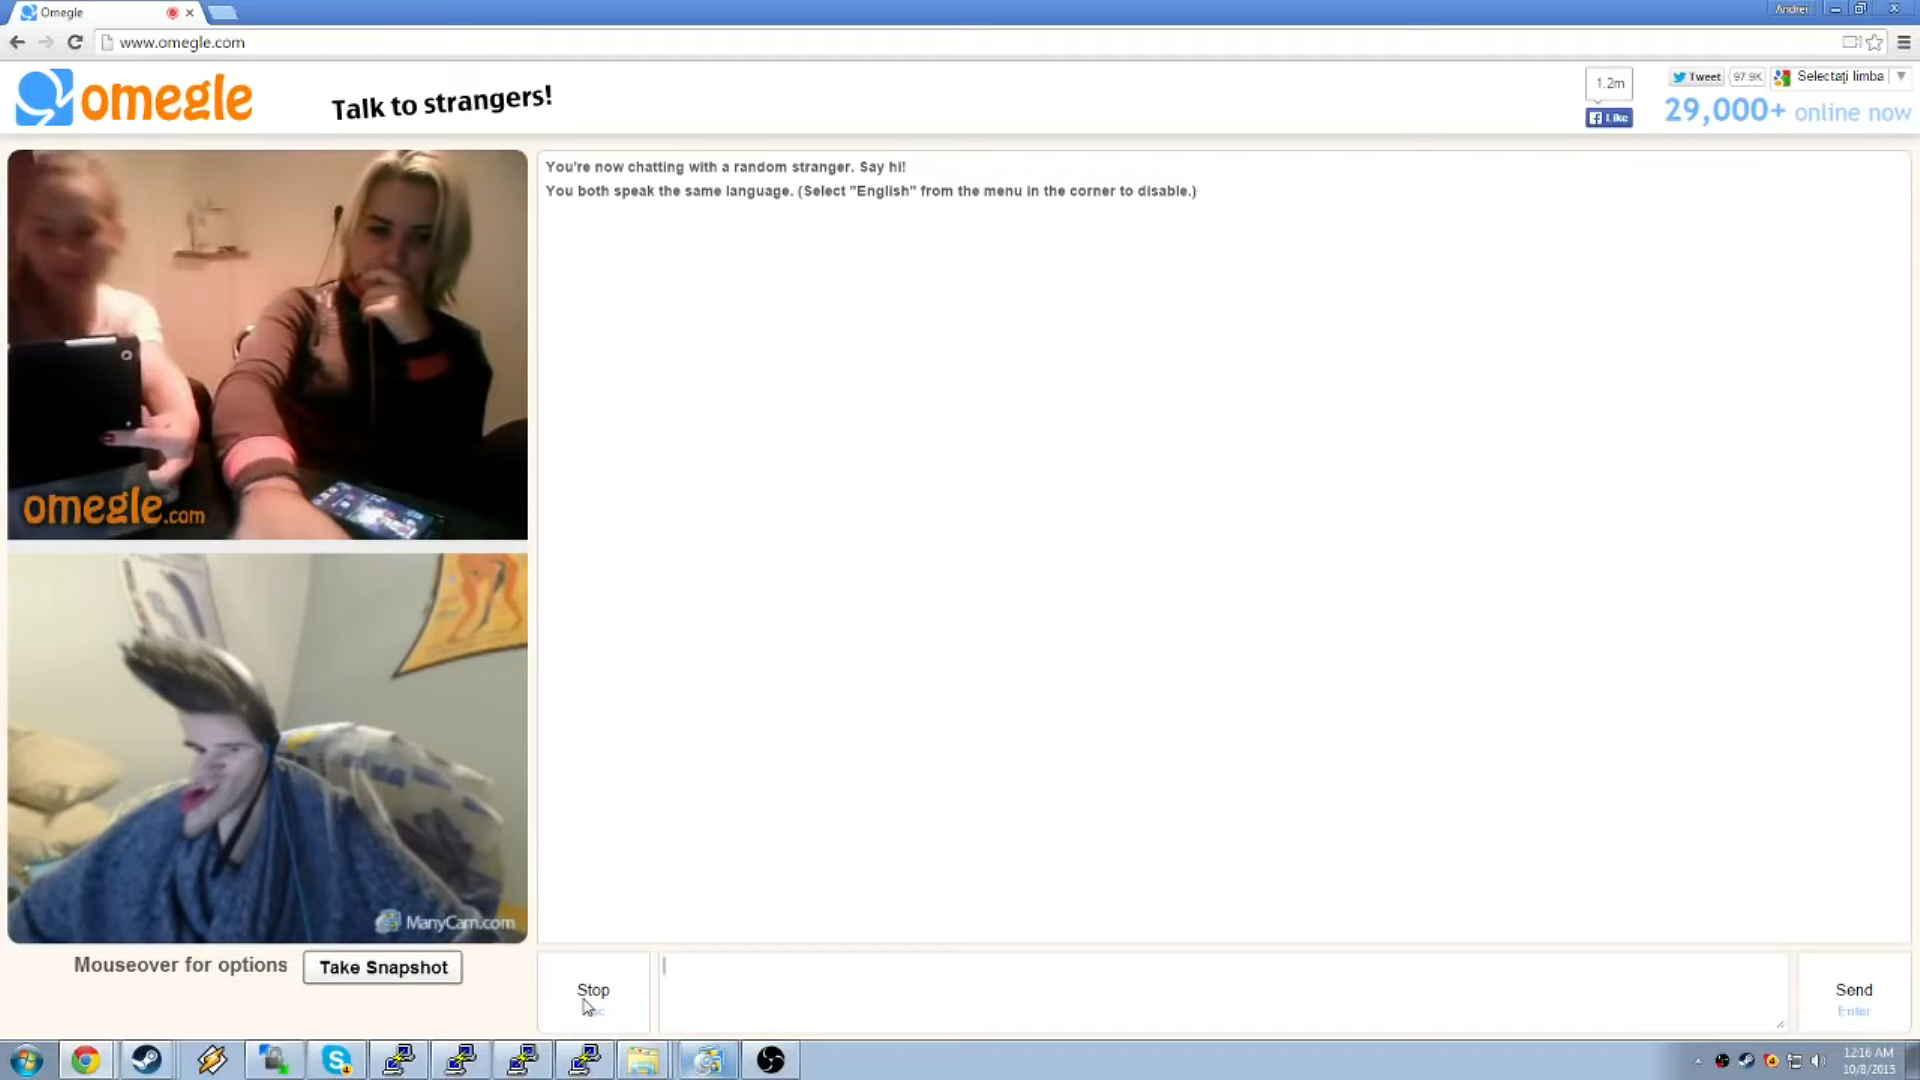 Omegle
Andrei
www.omegle.com
omegle
Talk to strangers!
1.2m
Like
Tweet
97.9K
Selectați limba
29,000+ online now
You're now chatting with a random stranger. Say hi!
You both speak the same language. (Select "English" from the menu in the corner to disable.)
omegle.com
ManyCam.com
Mouseover for options
Take Snapshot
Stop
Send
Enter
12:16 AM
10/8/2015